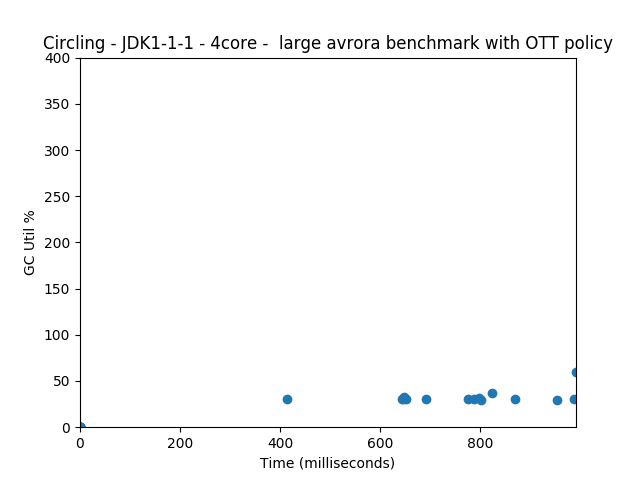 Circling - JDK1-1-1 - 4core -  large avrora benchmark with OTT policy
400
350
300
250
200
150
100
50
0
GC Util %
0 200 400 600 800
Time (milliseconds)